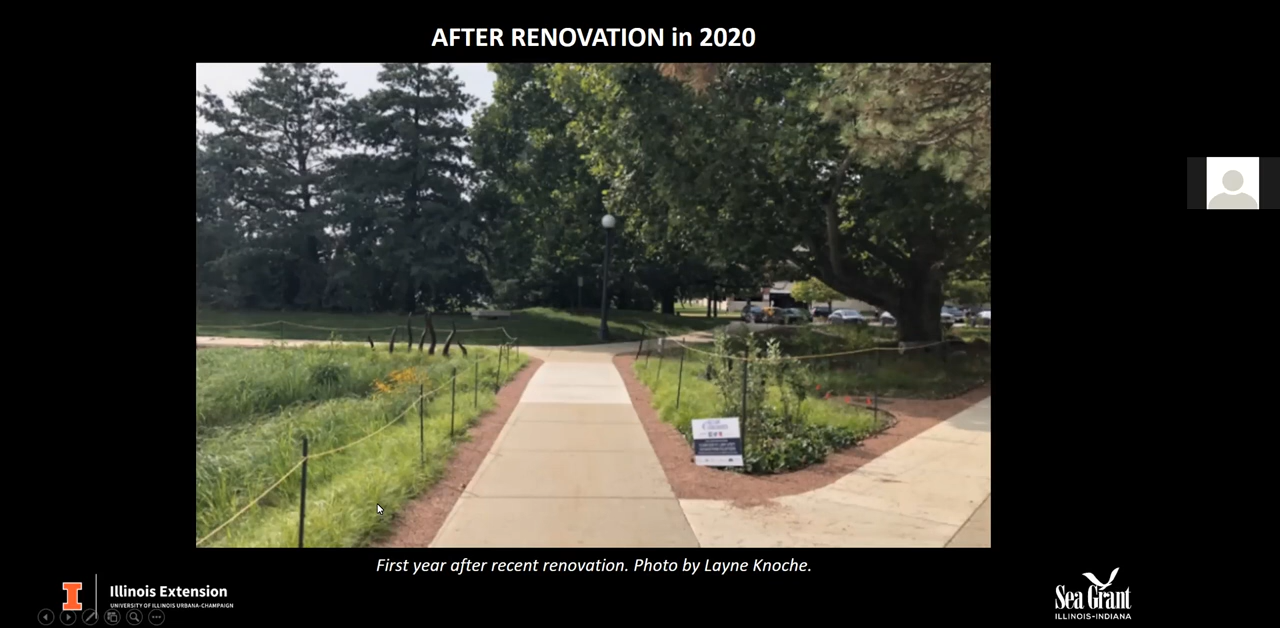 AFTER RENOVATION in 2020
First year after recent renovation. Photo by Layne Knoche.
I
Illinois Extension
UNIVERSITY OF ILLINOIS URBANA-CHAMPAIGN
Sea Grant
ILLINOIS-INDIANA